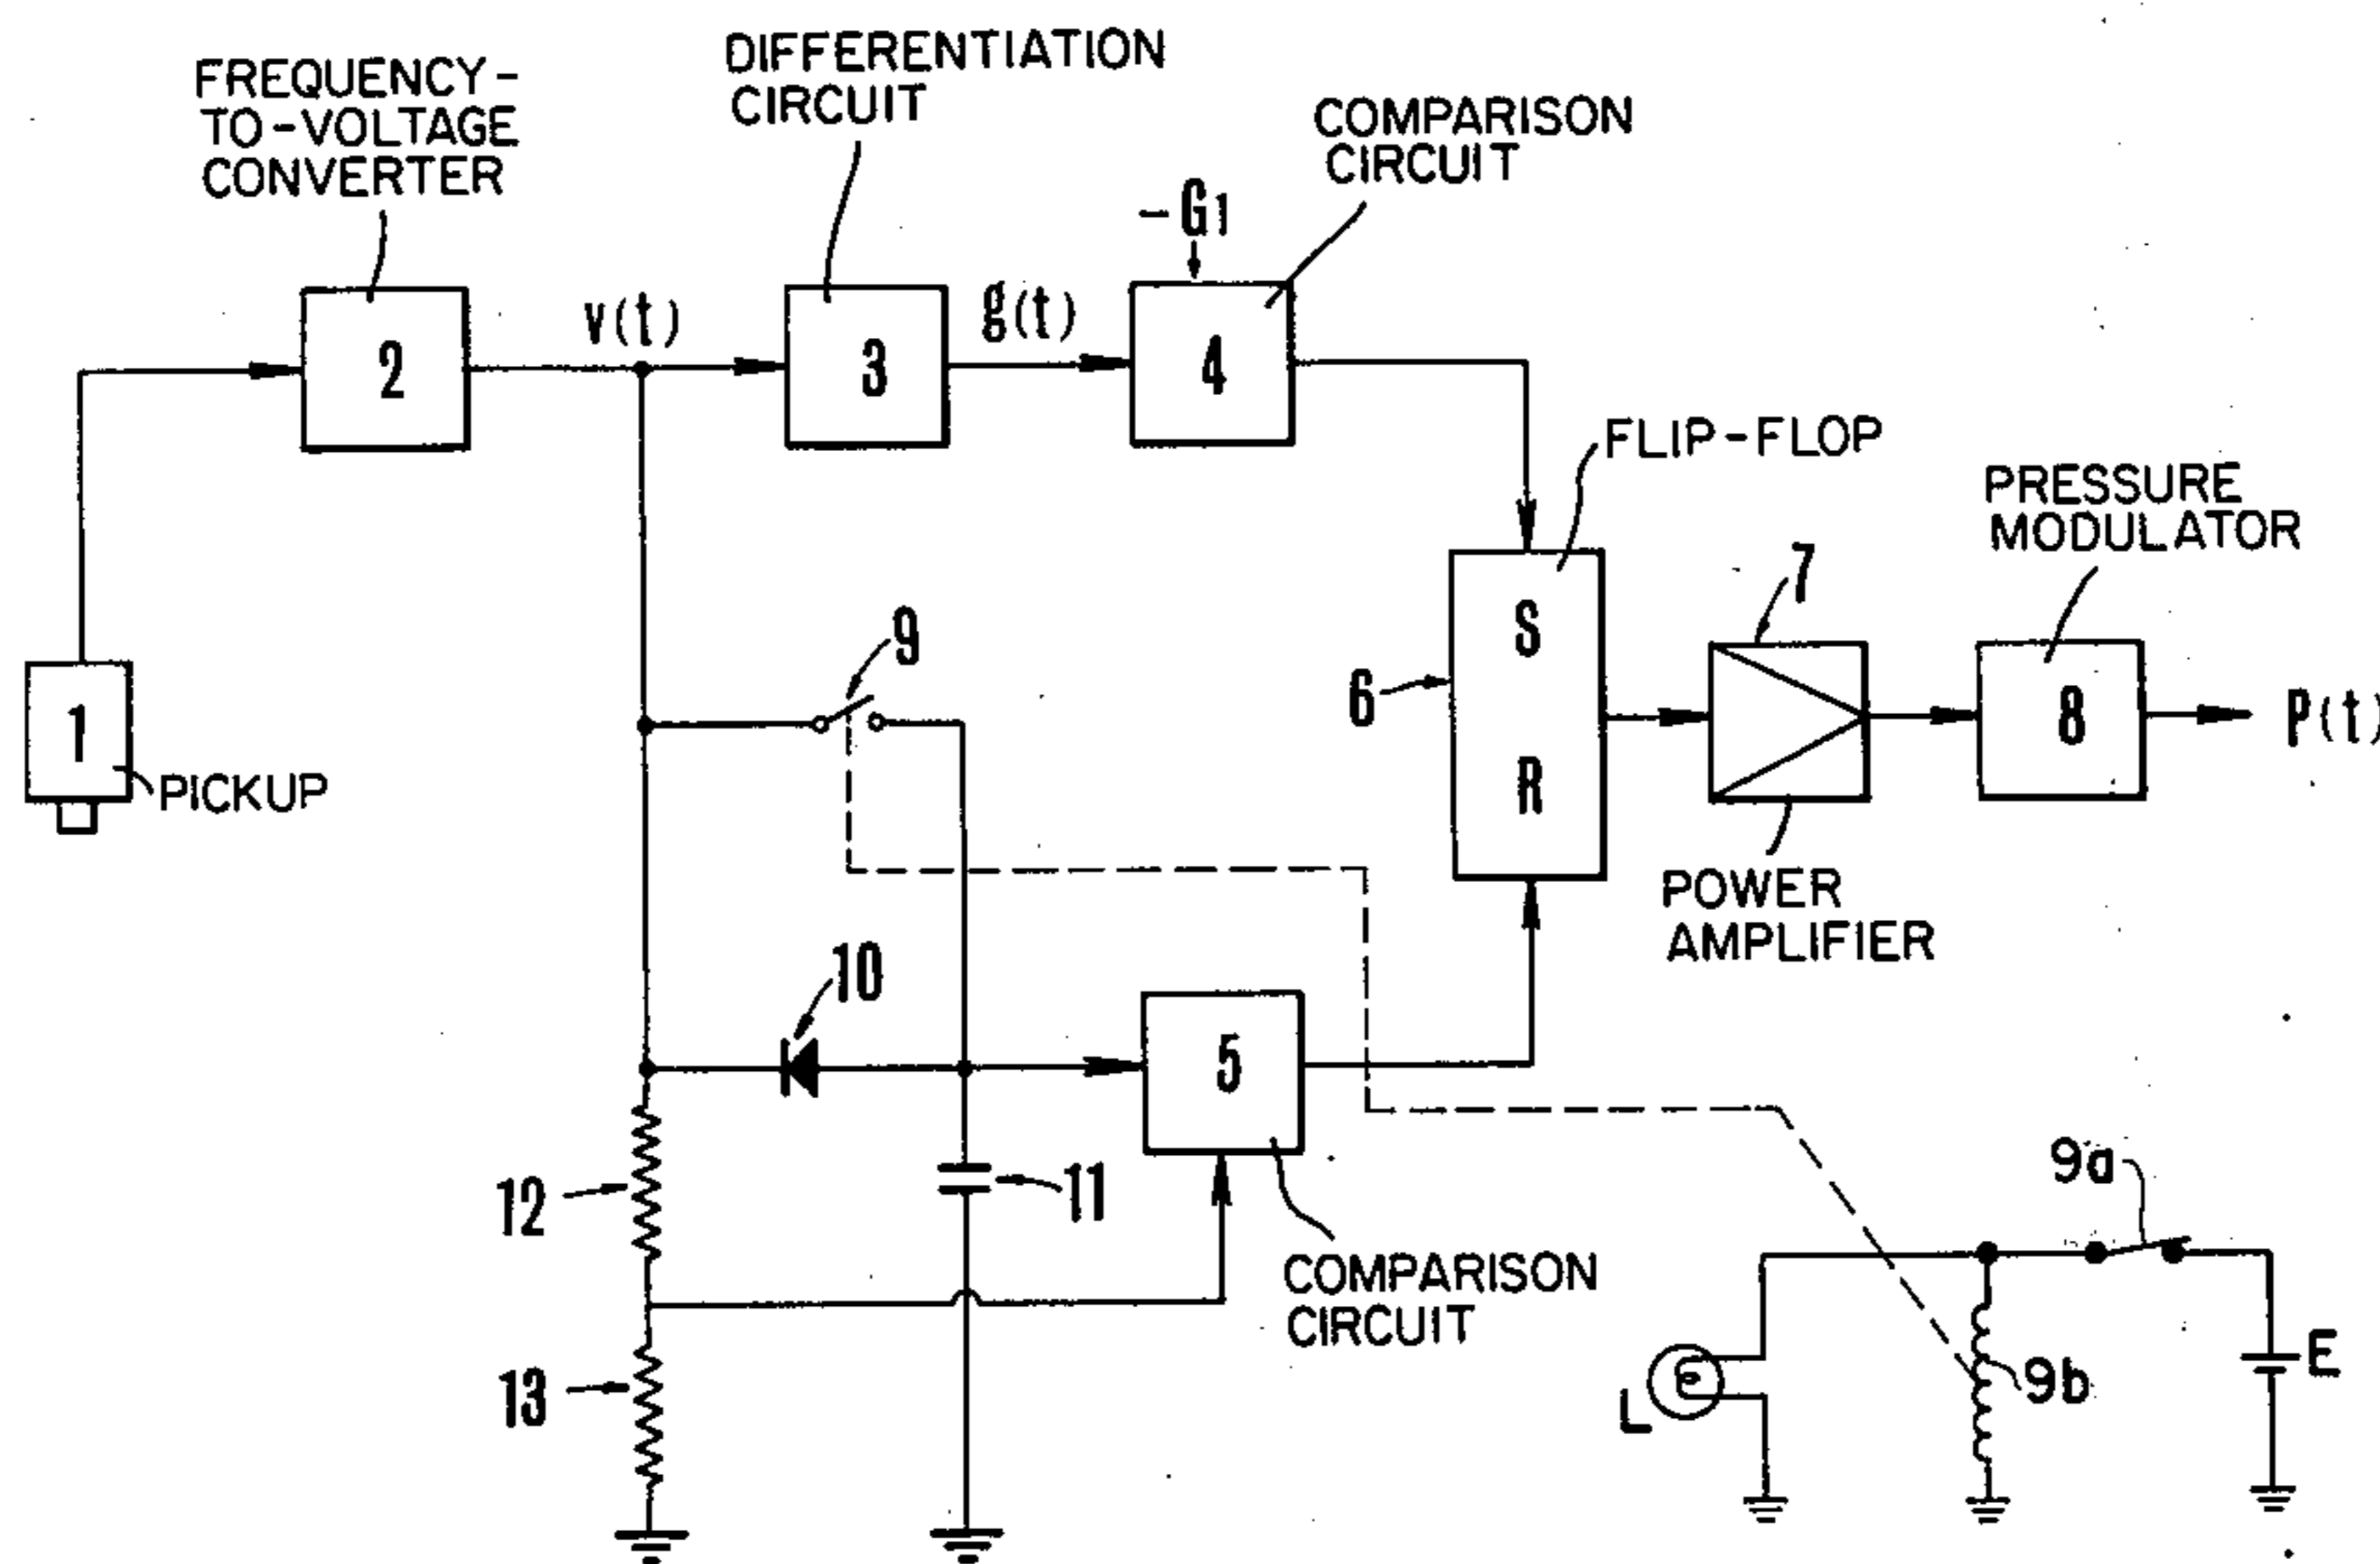 FREQUENCY-
TO-VOLTAGE
CONVERTER
DIFFERENTIATION
CIRCUIT
COMPARISON
CIRCUIT
-G1
2
v(t)
3
g(t)
4
FLIP-FLOP
PRESSURE
MODULATOR
1
PICKUP
9
6
S
R
7
8
P(t)
POWER
AMPLIFIER
10
5
12
11
9a
COMPARISON
CIRCUIT
13
L
9b
E